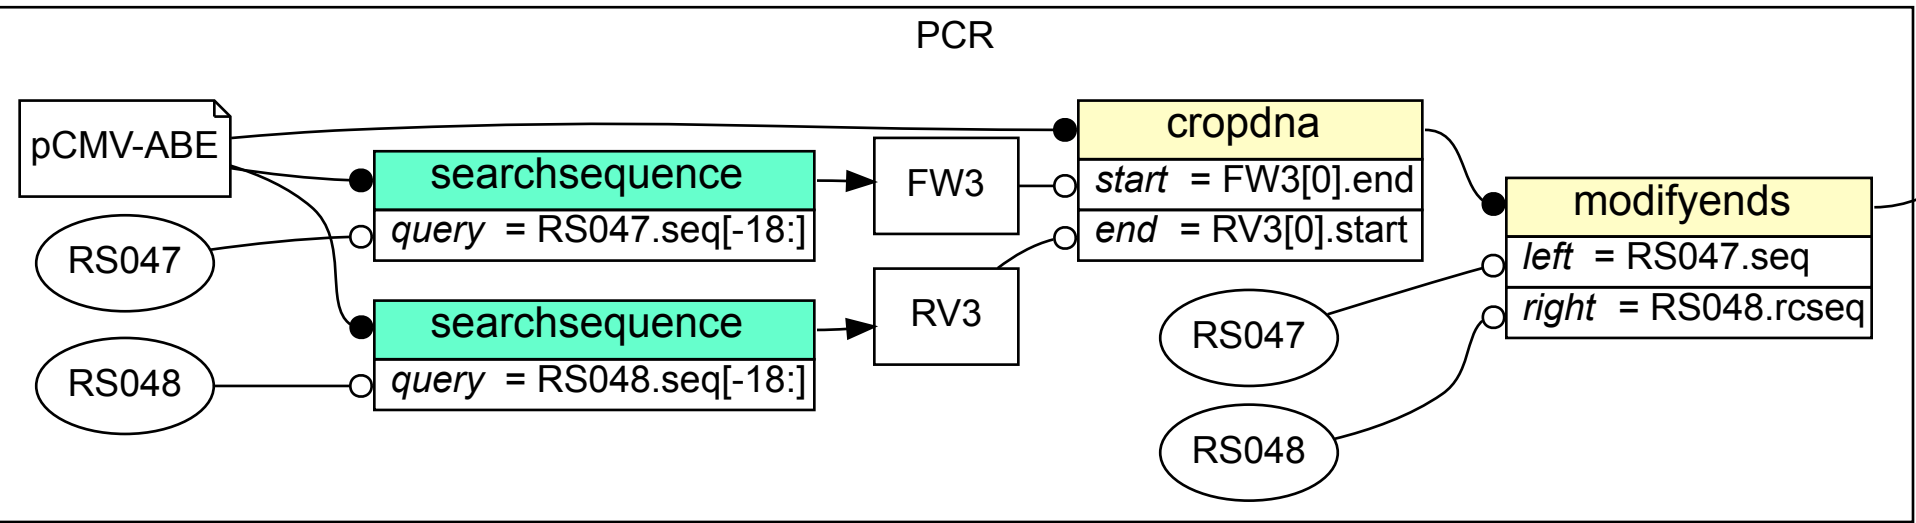 PCR
pCMV-ABE
RS047
RS048
searchsequence
query = RS047.seq[-18:]
searchsequence
query = RS048.seq[-18:]
FW3
RV3
cropdna
start = FW3[0].end
end = RV3[0].start
RS047
RS048
modifyends
left = RS047.seq
right = RS048.rcseq